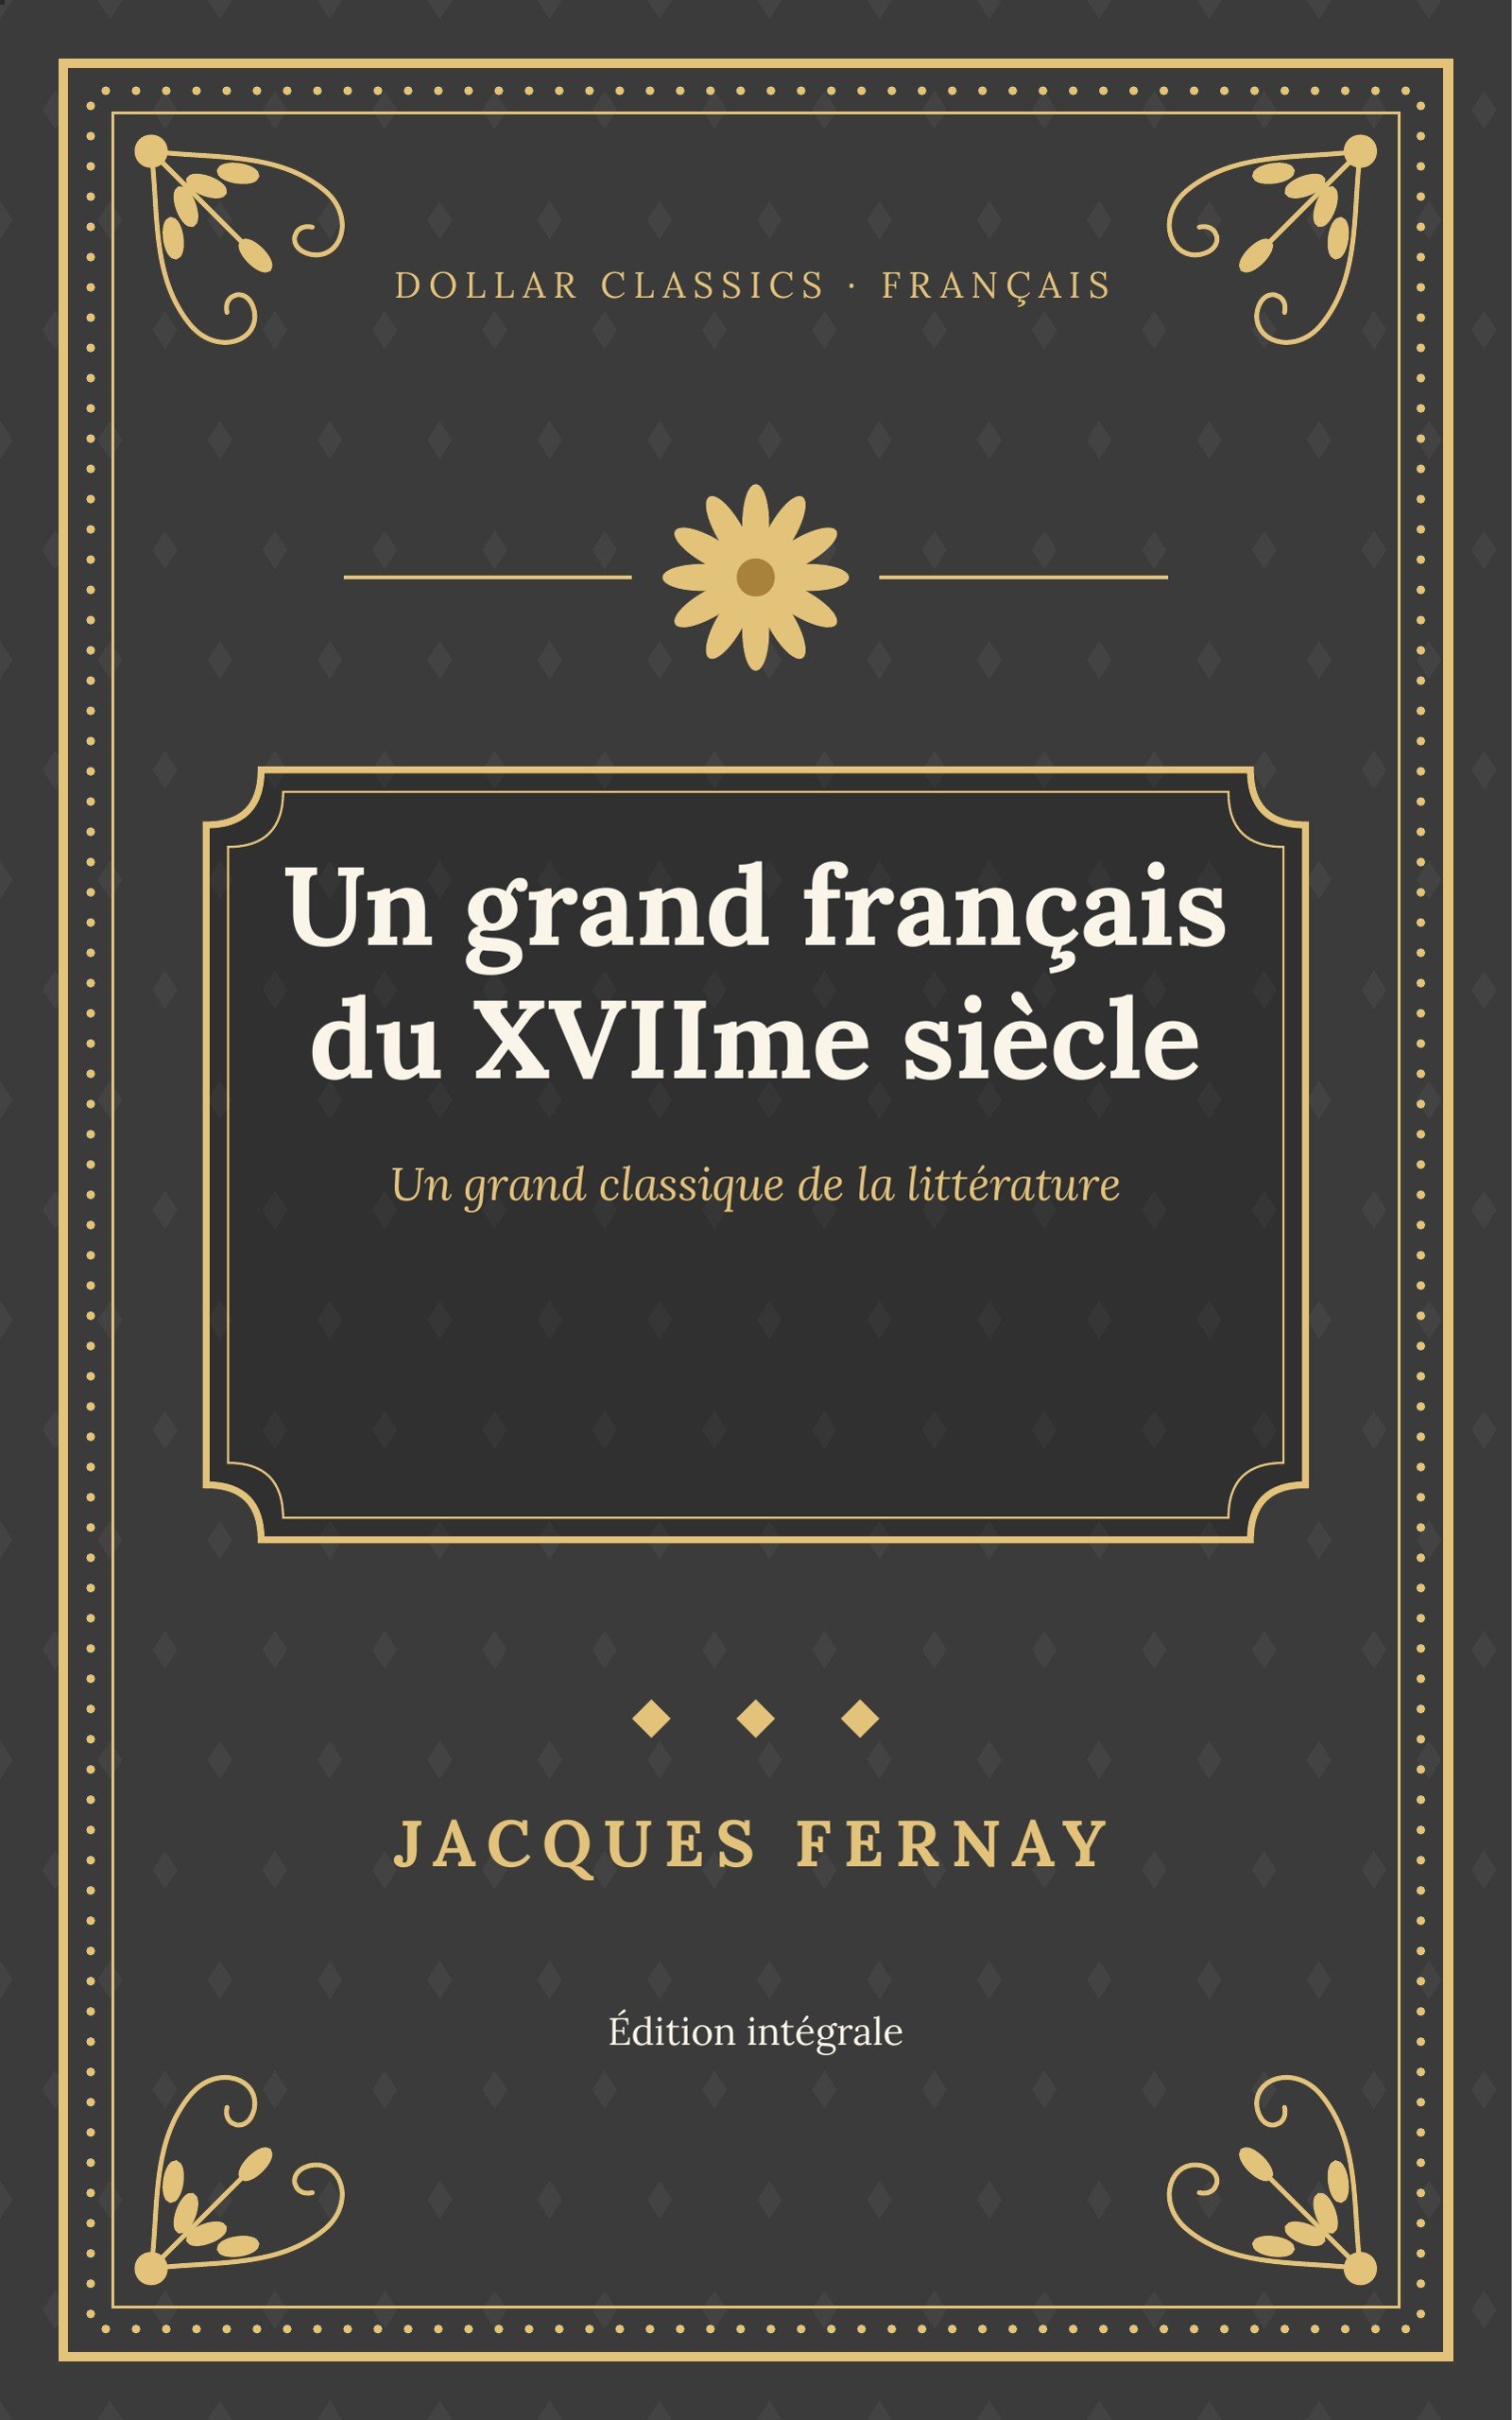 DOLLAR CLASSICS · FRANÇAIS
Un grand français
du XVIIme siècle
Un grand classique de la littérature
JACQUES FERNAY
Édition intégrale